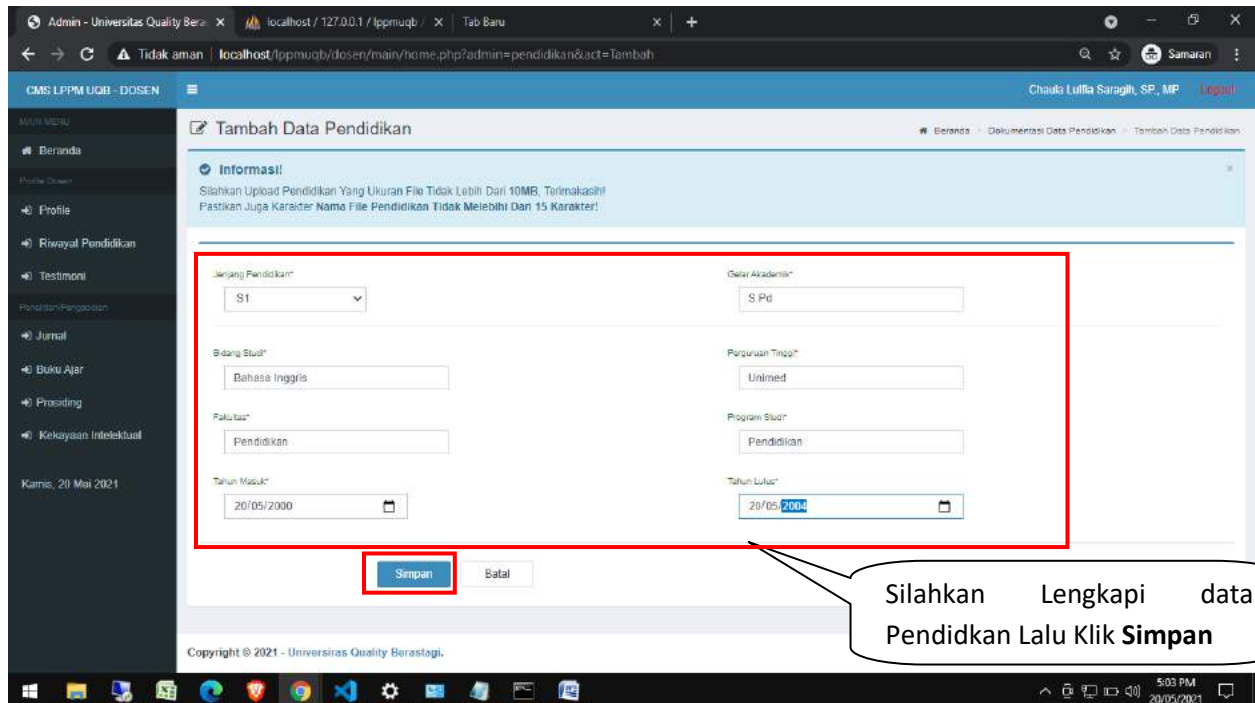 Admin - Universitas Quality Bera
localhost / 127.0.0.1 / lppmuqb /
Tab Baru
Tidak aman localhost/lppmuqb/dosen/main/home.php?admin=pendidikan&act=Tambah
Samaran
CMS LPPM UQB - DOSEN
Chaula Lutfia Saragih, SP., MP Logout
MAIN MENU
Beranda
Profile Dosen
Profile
Riwayat Pendidikan
Testimoni
Penelitian/Pengabdian
Jurnal
Buku Ajar
Prosiding
Kekayaan Intelektual
Kamis, 20 Mei 2021
Tambah Data Pendidikan
Beranda > Dokumentasi Data Pendidikan > Tambah Data Pendidikan
Informasi!
Silahkan Upload Pendidikan Yang Ukuran File Tidak Lebih Dari 10MB, Terimakasih!
Pastikan Juga Karakter Nama File Pendidikan Tidak Melebihi Dari 15 Karakter!
Jenjang Pendidikan* Gelar Akademik*
S1 S.Pd
Bidang Studi* Perguruan Tinggi*
Bahasa Inggris Unimed
Fakultas* Program Studi*
Pendidikan Pendidikan
Tahun Masuk* Tahun Lulus*
20/05/2000 20/05/2004
Simpan Batal
Silahkan Lengkapi data
Pendidkan Lalu Klik Simpan
Copyright © 2021 - Universiras Quality Berastagi.
5:03 PM
20/05/2021